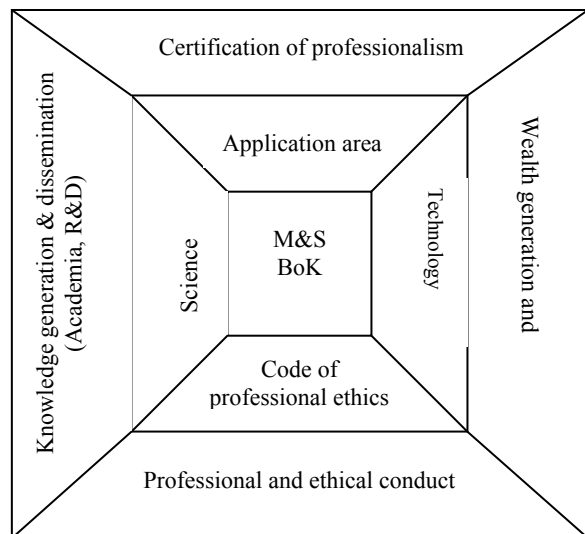 Certification of professionalism
Application area
Knowledge generation & dissemination
(Academia, R&D)
Science
M&S
BoK
Technology
Wealth generation and
Code of
professional ethics
Professional and ethical conduct